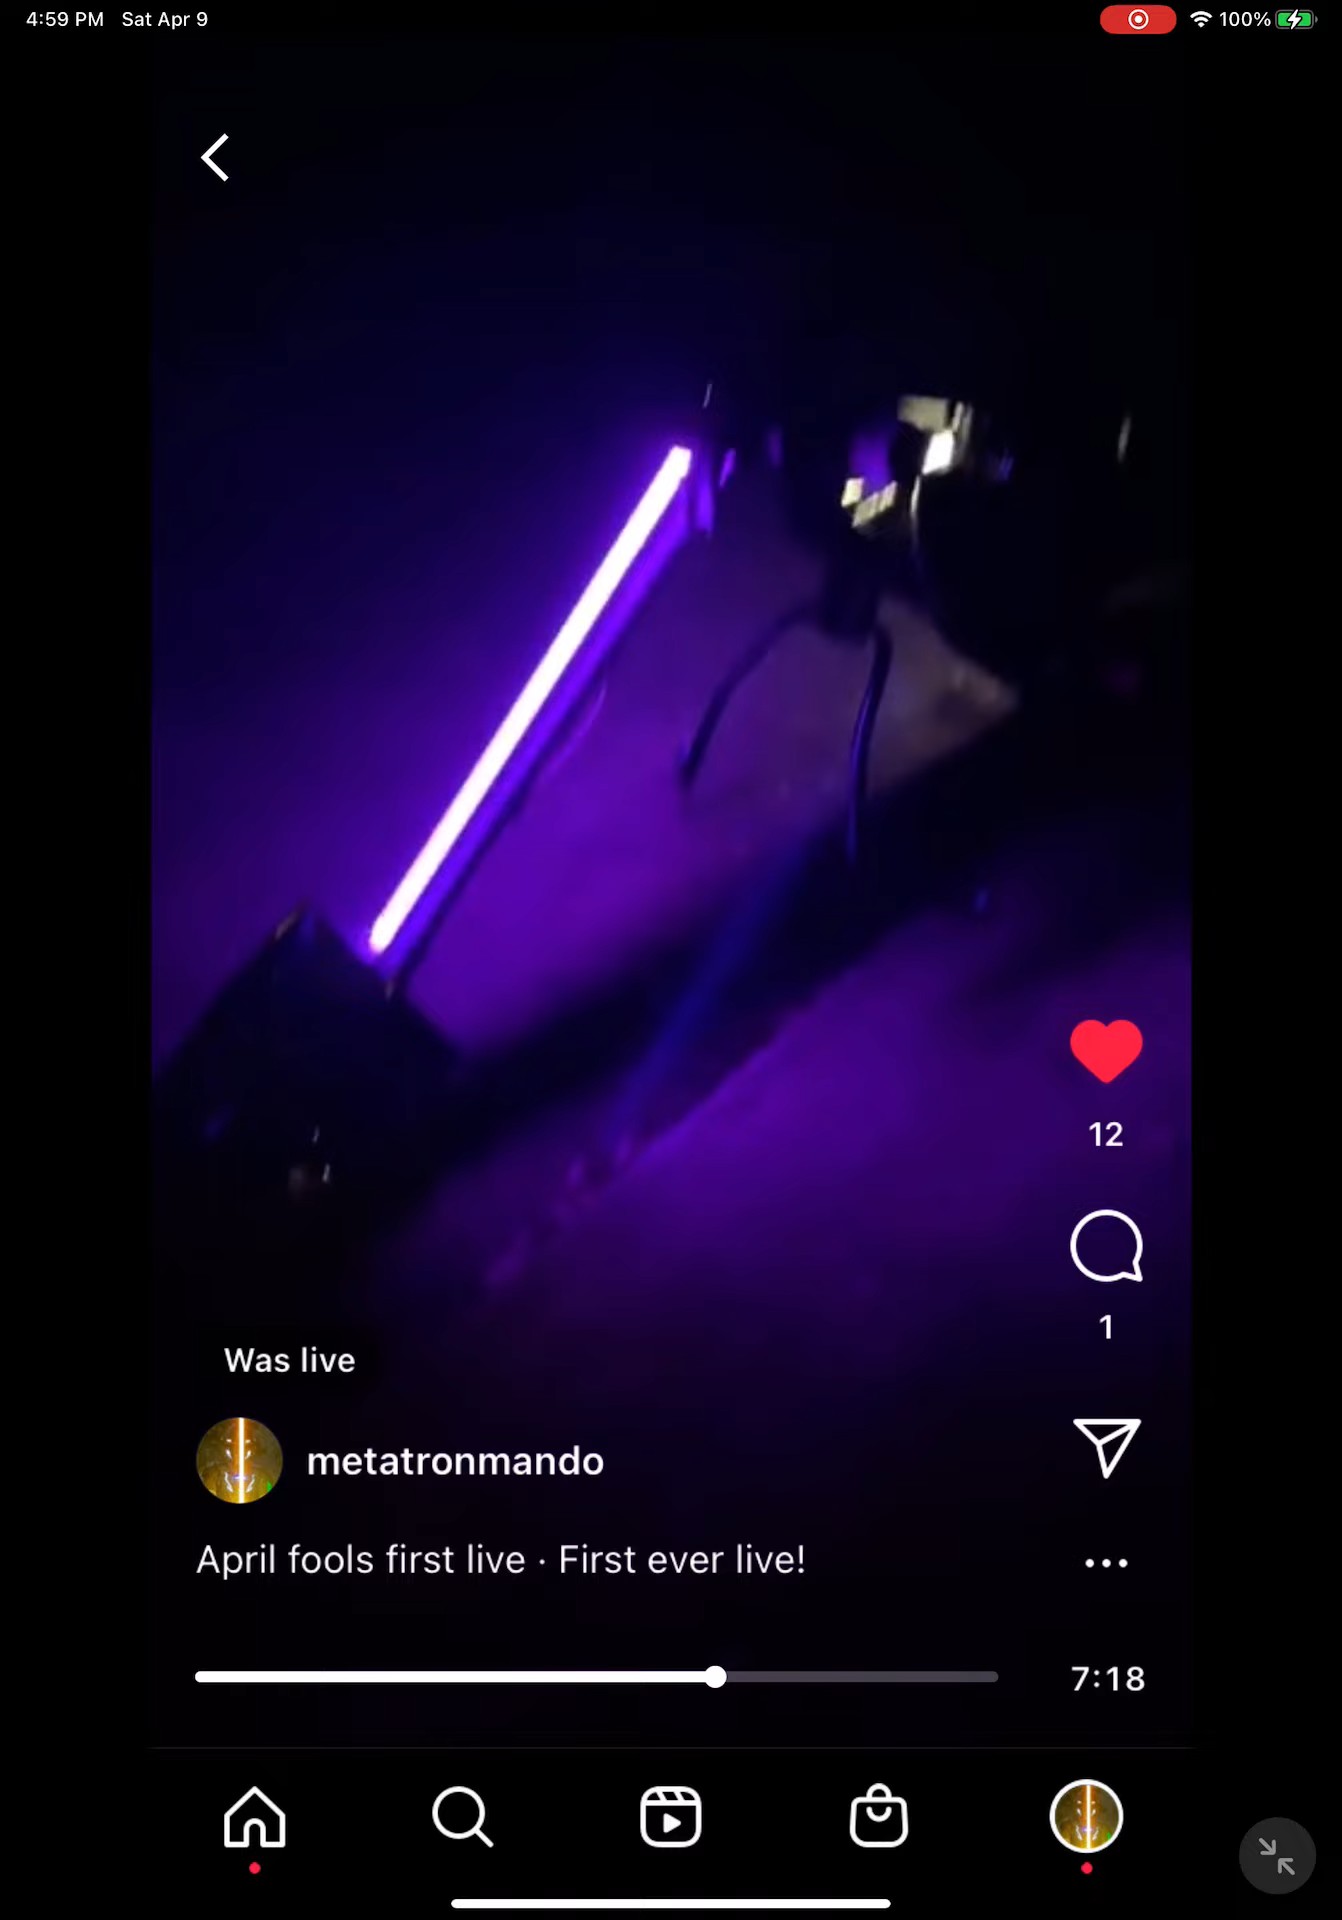 4:59 PM Sat Apr 9 100%
12
1
Was live
metatronmando
April fools first live · First ever live!
7:18